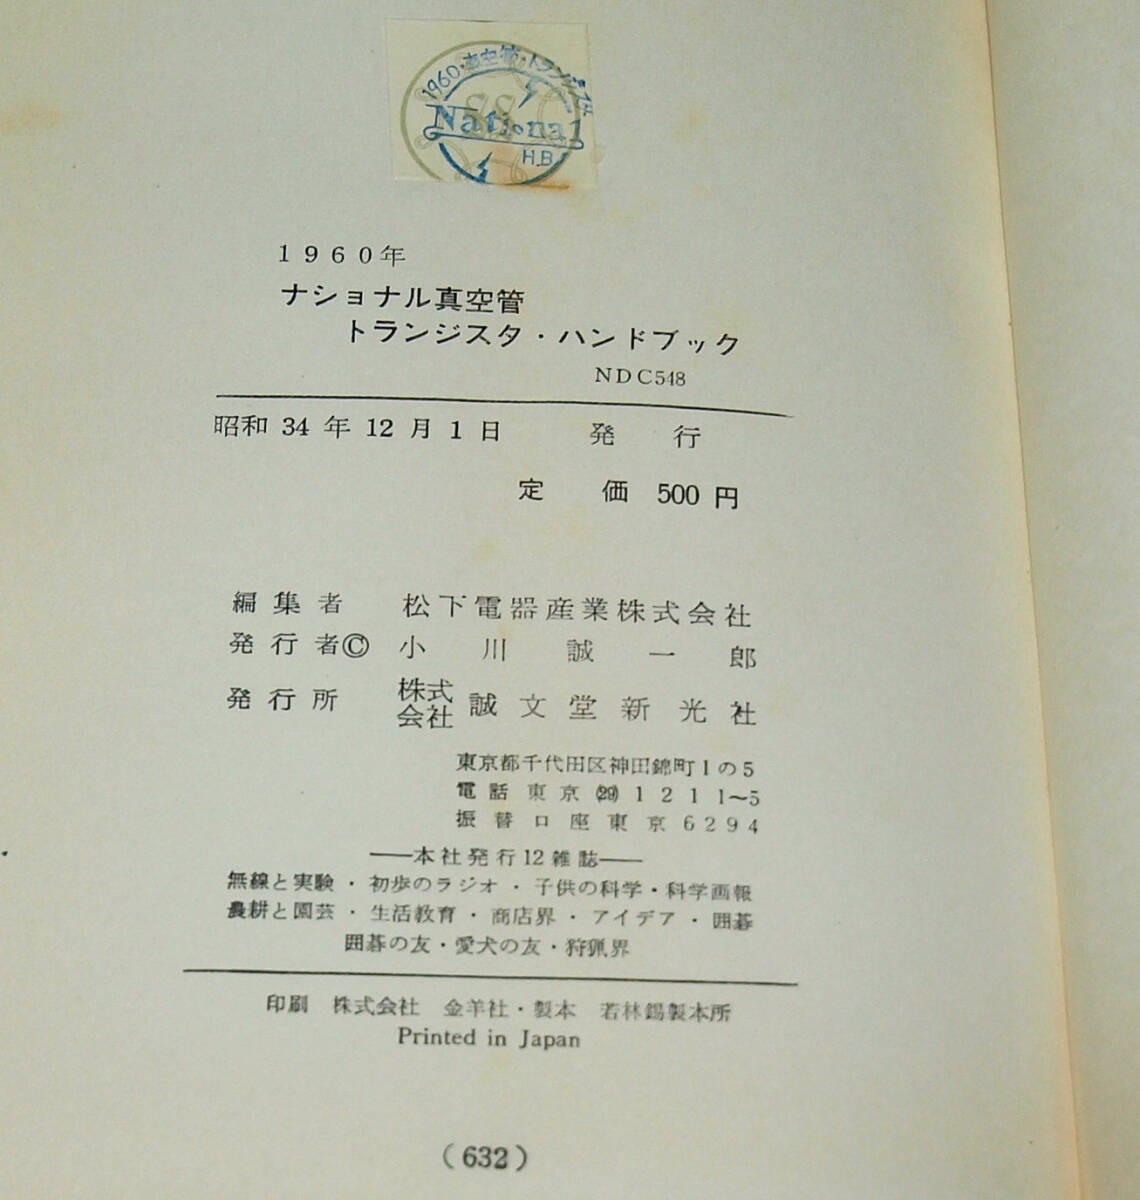 1960・真空管・トランジスタ
National
H.B.
1960年
ナショナル真空管
トランジスタ・ハンドブック
NDC548
昭和 34 年 12 月 1 日 発 行
定 価 500 円
編集者 松下電器産業株式会社
発行者© 小川誠一郎
発行所 株式会社 誠文堂新光社
東京都千代田区神田錦町1の5
電話 東京(29)1211〜5
振替口座東京6294
——本社発行12雑誌——
無線と実験・初歩のラジオ・子供の科学・科学画報
農耕と園芸・生活教育・商店界・アイデア・囲碁
囲碁の友・愛犬の友・狩猟界
印刷 株式会社 金羊社・製本 若林錫製本所
Printed in Japan
(632)